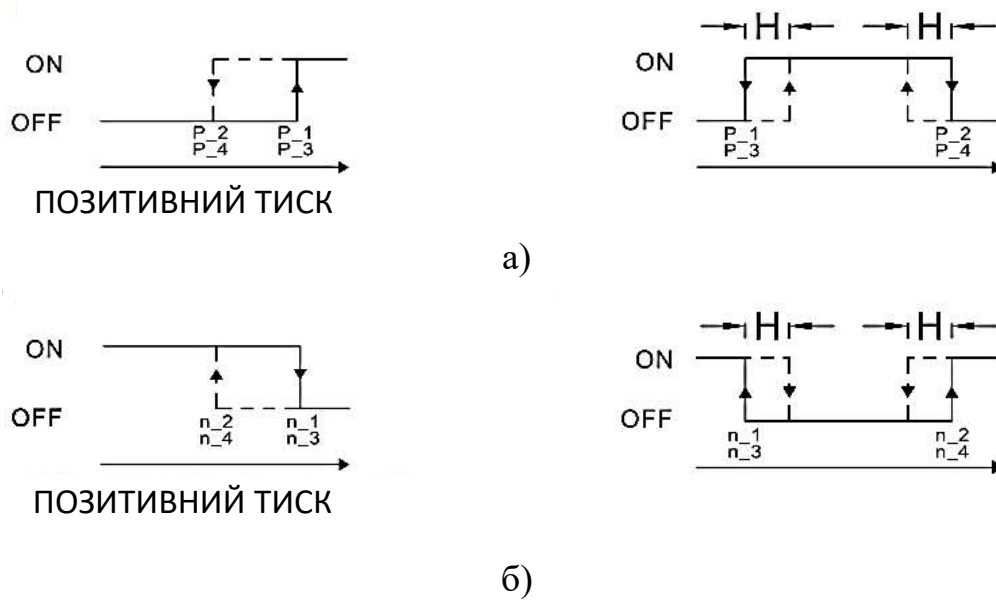 H H
ON ON
OFF OFF
P_2 P_1 P_1 P_2
P_4 P_3 P_3 P_4
ПОЗИТИВНИЙ ТИСК
а)
H H
ON ON
OFF OFF
n_2 n_1 n_1 n_2
n_4 n_3 n_3 n_4
ПОЗИТИВНИЙ ТИСК
б)